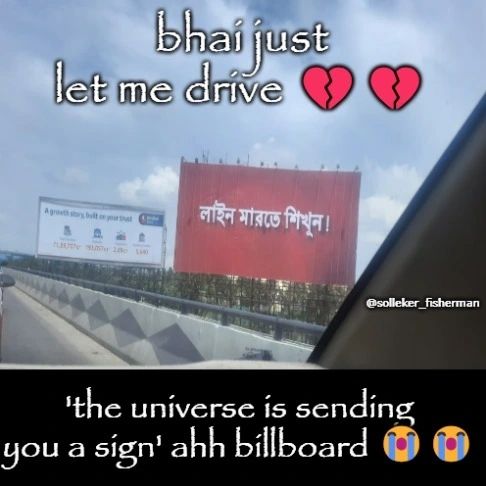 bhai just
let me drive 💔 💔
A growth story, built on your trust
লাইন মারতে শিখুন!
@solleker_fisherman
'the universe is sending
you a sign' ahh billboard 😭 😭